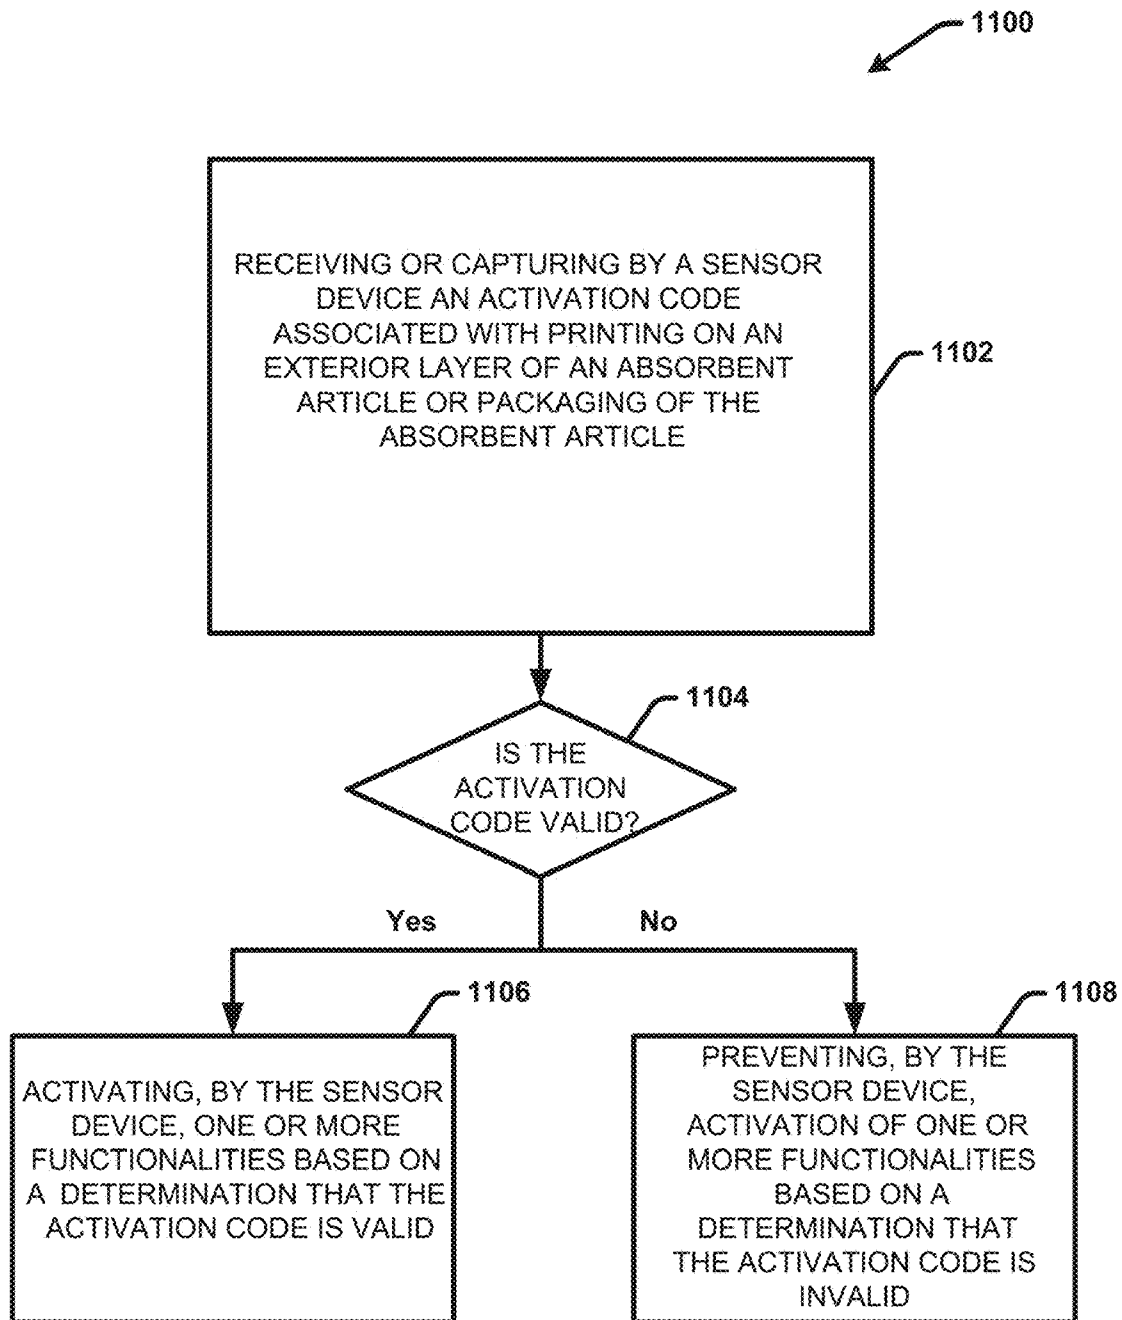 1100
RECEIVING OR CAPTURING BY A SENSOR
DEVICE AN ACTIVATION CODE
ASSOCIATED WITH PRINTING ON AN
EXTERIOR LAYER OF AN ABSORBENT
ARTICLE OR PACKAGING OF THE
ABSORBENT ARTICLE
1102
1104
IS THE
ACTIVATION
CODE VALID?
Yes
No
1106
ACTIVATING, BY THE SENSOR
DEVICE, ONE OR MORE
FUNCTIONALITIES BASED ON
A DETERMINATION THAT THE
ACTIVATION CODE IS VALID
1108
PREVENTING, BY THE
SENSOR DEVICE,
ACTIVATION OF ONE OR
MORE FUNCTIONALITIES
BASED ON A
DETERMINATION THAT
THE ACTIVATION CODE IS
INVALID